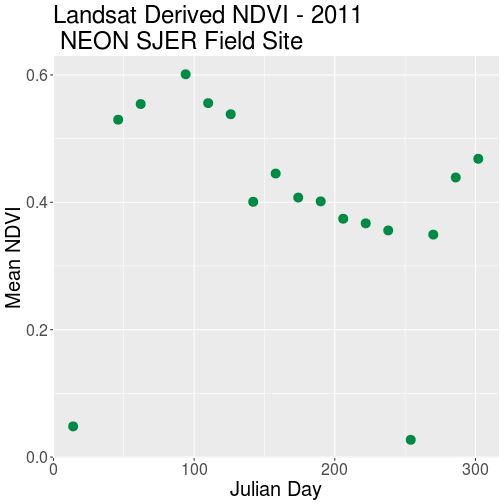 Landsat Derived NDVI - 2011
NEON SJER Field Site
Mean NDVI
0.6
0.4
0.2
0.0
0 100 200 300
Julian Day